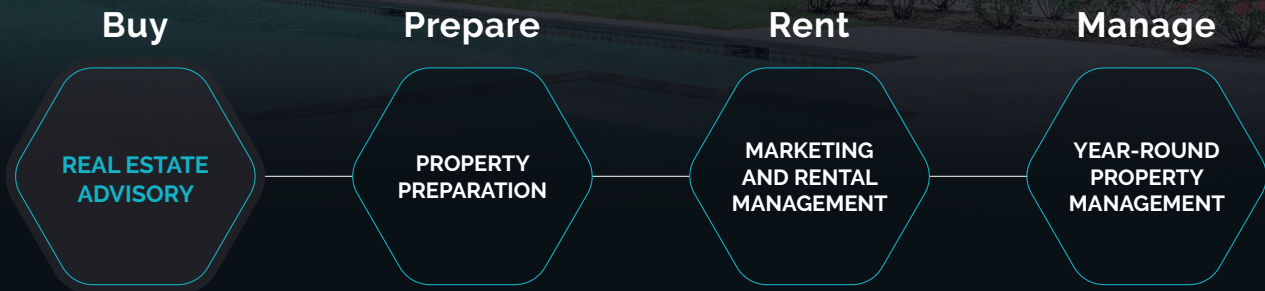 Buy
Prepare
Rent
Manage
REAL ESTATE
ADVISORY
PROPERTY
PREPARATION
MARKETING
AND RENTAL
MANAGEMENT
YEAR-ROUND
PROPERTY
MANAGEMENT